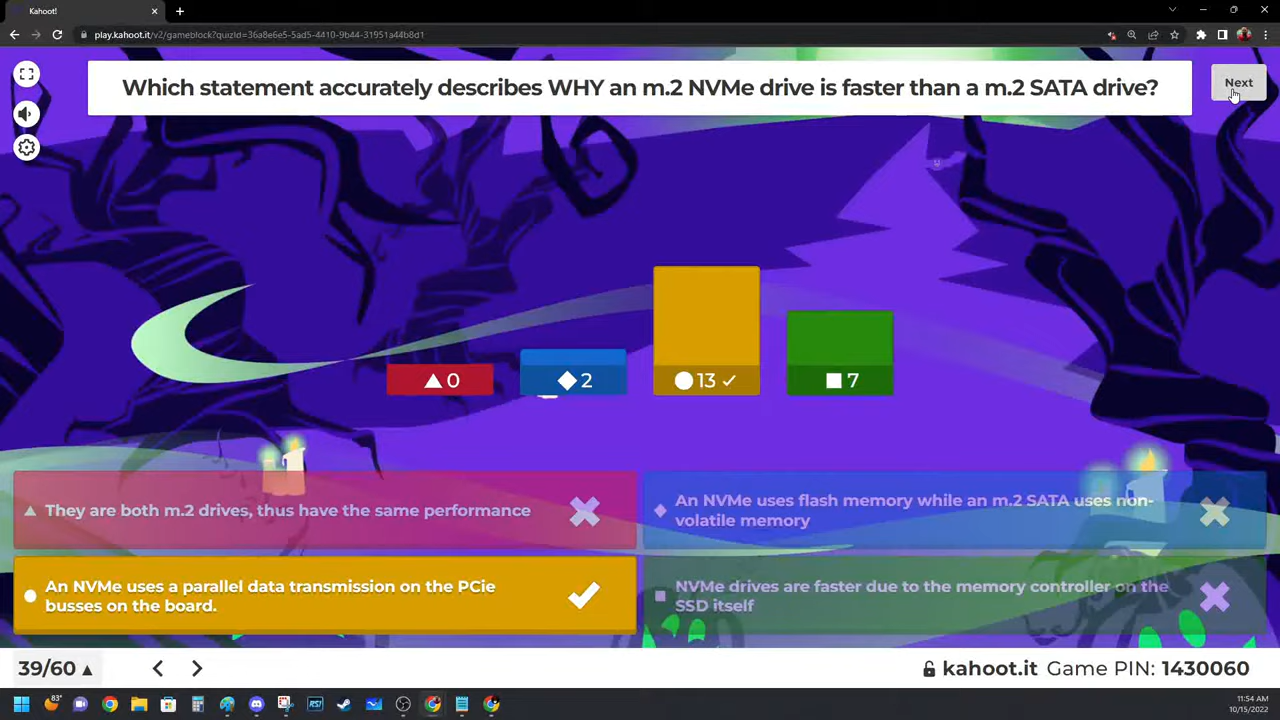 Kahoot!
play.kahoot.it/v2/gameblock?quizId=36a8e6e5-5ad5-4410-9b44-31951a44b8d1
Which statement accurately describes WHY an m.2 NVMe drive is faster than a m.2 SATA drive?
Next
0
2
13
7
They are both m.2 drives, thus have the same performance
An NVMe uses flash memory while an m.2 SATA uses non-
volatile memory
An NVMe uses a parallel data transmission on the PCie
busses on the board.
NVMe drives are faster due to the memory controller on the
SSD itself
39/60
kahoot.it Game PIN: 1430060
83°
RSI
11:54 AM
10/15/2022